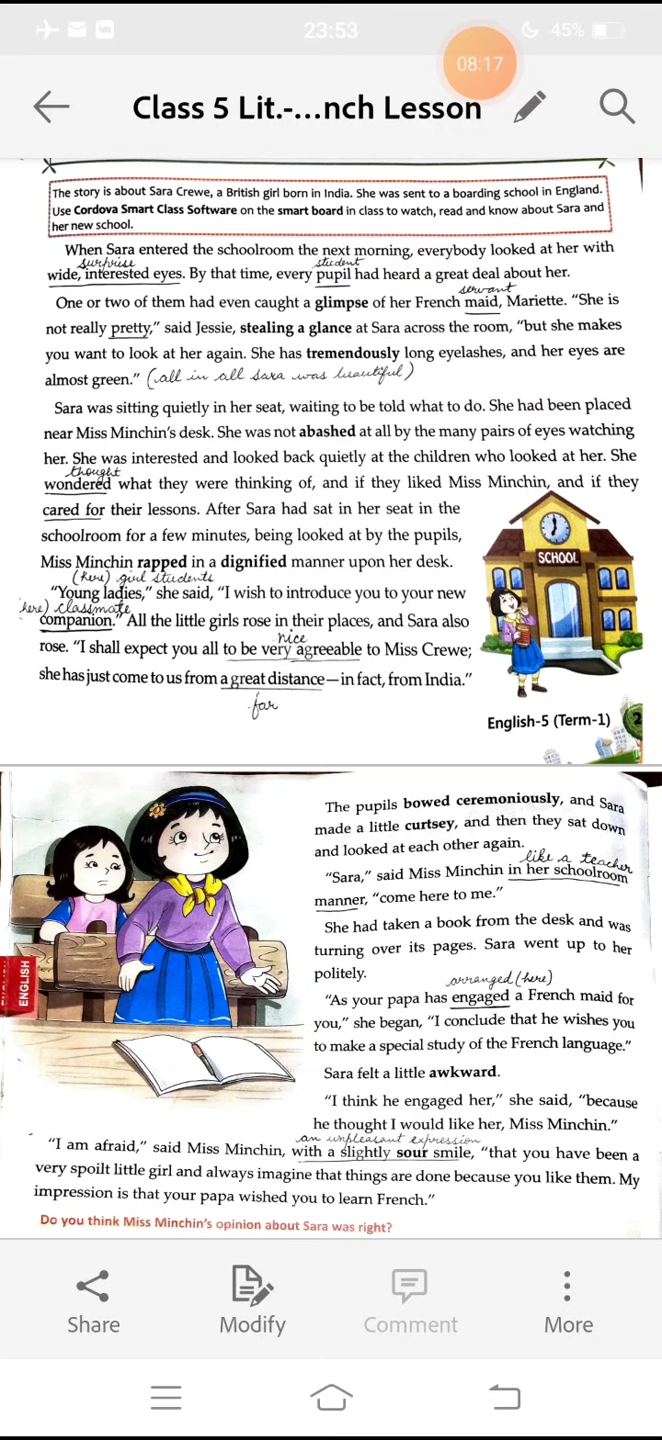 23:53
45%
08:17
Class 5 Lit.-...nch Lesson
The story is about Sara Crewe, a British girl born in India. She was sent to a boarding school in England.
Use Cordova Smart Class Software on the smart board in class to watch, read and know about Sara and
her new school.
When Sara entered the schoolroom the next morning, everybody looked at her with
surprise student
wide, interested eyes. By that time, every pupil had heard a great deal about her.
servant
One or two of them had even caught a glimpse of her French maid, Mariette. “She is
not really pretty,” said Jessie, stealing a glance at Sara across the room, “but she makes
you want to look at her again. She has tremendously long eyelashes, and her eyes are
almost green.” (all in all sara was beautiful)
Sara was sitting quietly in her seat, waiting to be told what to do. She had been placed
near Miss Minchin’s desk. She was not abashed at all by the many pairs of eyes watching
her. She was interested and looked back quietly at the children who looked at her. She
thought
wondered what they were thinking of, and if they liked Miss Minchin, and if they
cared for their lessons. After Sara had sat in her seat in the
schoolroom for a few minutes, being looked at by the pupils,
Miss Minchin rapped in a dignified manner upon her desk.
(here) girl students
“Young ladies,” she said, “I wish to introduce you to your new
here) classmate
companion.” All the little girls rose in their places, and Sara also
nice
rose. “I shall expect you all to be very agreeable to Miss Crewe;
she has just come to us from a great distance—in fact, from India.”
far
SCHOOL
English-5 (Term-1) 2
The pupils bowed ceremoniously, and Sara
made a little curtsey, and then they sat down
and looked at each other again.
like a teacher
“Sara,” said Miss Minchin in her schoolroom
manner, “come here to me.”
She had taken a book from the desk and was
turning over its pages. Sara went up to her
politely.
arranged (here)
“As your papa has engaged a French maid for
you,” she began, “I conclude that he wishes you
to make a special study of the French language.”
Sara felt a little awkward.
“I think he engaged her,” she said, “because
he thought I would like her, Miss Minchin.”
an unpleasant expression
“I am afraid,” said Miss Minchin, with a slightly sour smile, “that you have been a
very spoilt little girl and always imagine that things are done because you like them. My
impression is that your papa wished you to learn French.”
Do you think Miss Minchin’s opinion about Sara was right?
ENGLISH
Share Modify Comment More